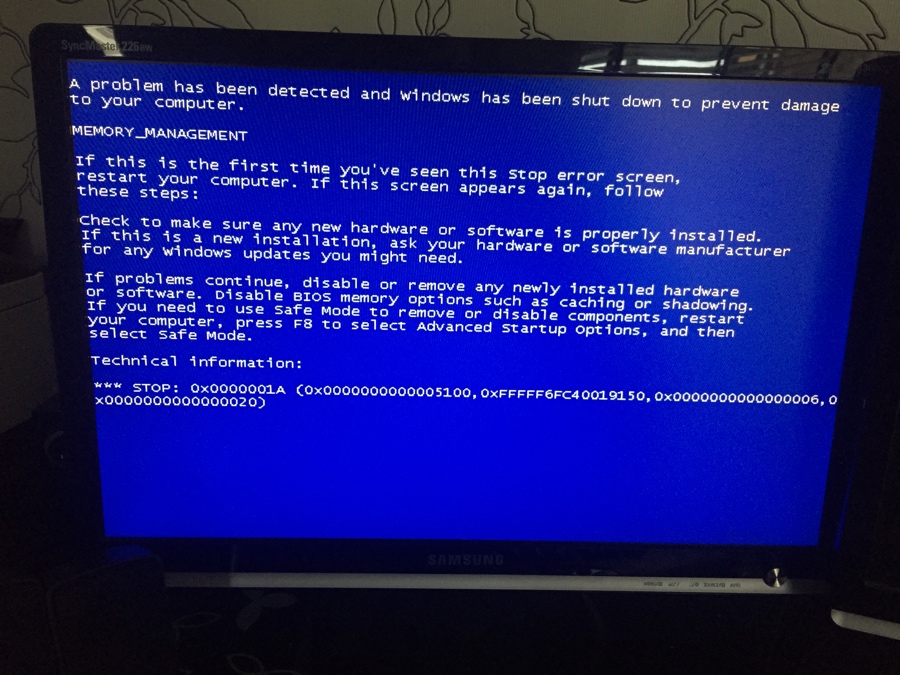 SyncMaster 226bw
A problem has been detected and Windows has been shut down to prevent damage
to your computer.
MEMORY_MANAGEMENT
If this is the first time you've seen this Stop error screen,
restart your computer. If this screen appears again, follow
these steps:
Check to make sure any new hardware or software is properly installed.
If this is a new installation, ask your hardware or software manufacturer
for any Windows updates you might need.
If problems continue, disable or remove any newly installed hardware
or software. Disable BIOS memory options such as caching or shadowing.
If you need to use Safe Mode to remove or disable components, restart
your computer, press F8 to select Advanced Startup Options, and then
select Safe Mode.
Technical information:
*** STOP: 0x0000001A (0x0000000000005100,0xFFFFF6FC40019150,0x0000000000000006,0
x0000000000000020)
SAMSUNG